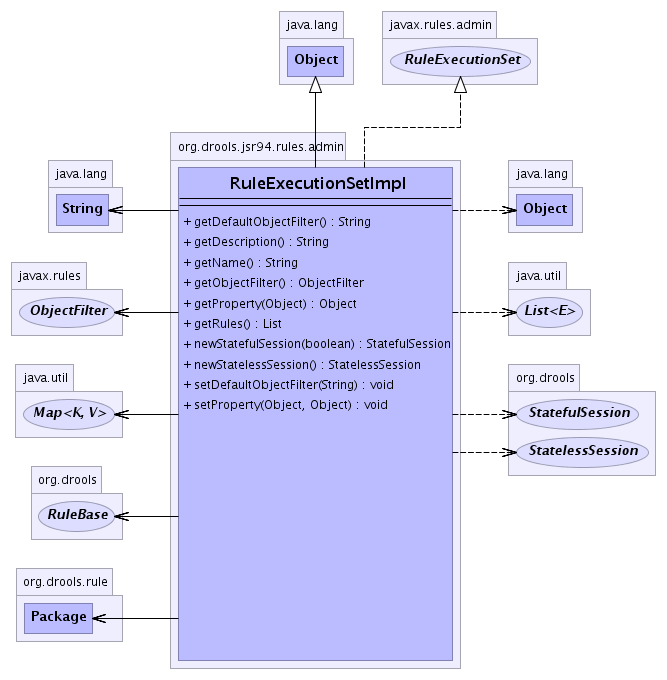 java.lang
Object
javax.rules.admin
RuleExecutionSet
org.drools.jsr94.rules.admin
RuleExecutionSetImpl
+ getDefaultObjectFilter() : String
+ getDescription() : String
+ getName() : String
+ getObjectFilter() : ObjectFilter
+ getProperty(Object) : Object
+ getRules() : List
+ newStatefulSession(boolean) : StatefulSession
+ newStatelessSession() : StatelessSession
+ setDefaultObjectFilter(String) : void
+ setProperty(Object, Object) : void
java.lang
String
javax.rules
ObjectFilter
java.util
Map<K, V>
org.drools
RuleBase
org.drools.rule
Package
java.lang
Object
java.util
List<E>
org.drools
StatefulSession
StatelessSession